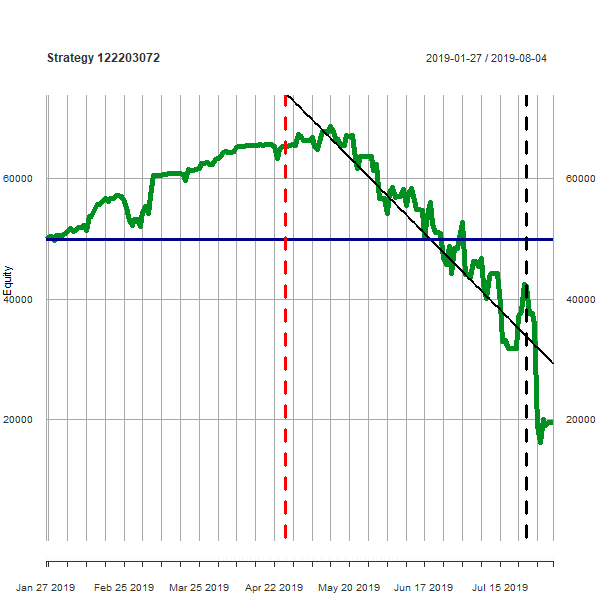 Strategy 122203072
2019-01-27 / 2019-08-04
60000
60000
Equity
40000
40000
20000
20000
Jan 27 2019
Feb 25 2019
Mar 25 2019
Apr 22 2019
May 20 2019
Jun 17 2019
Jul 15 2019